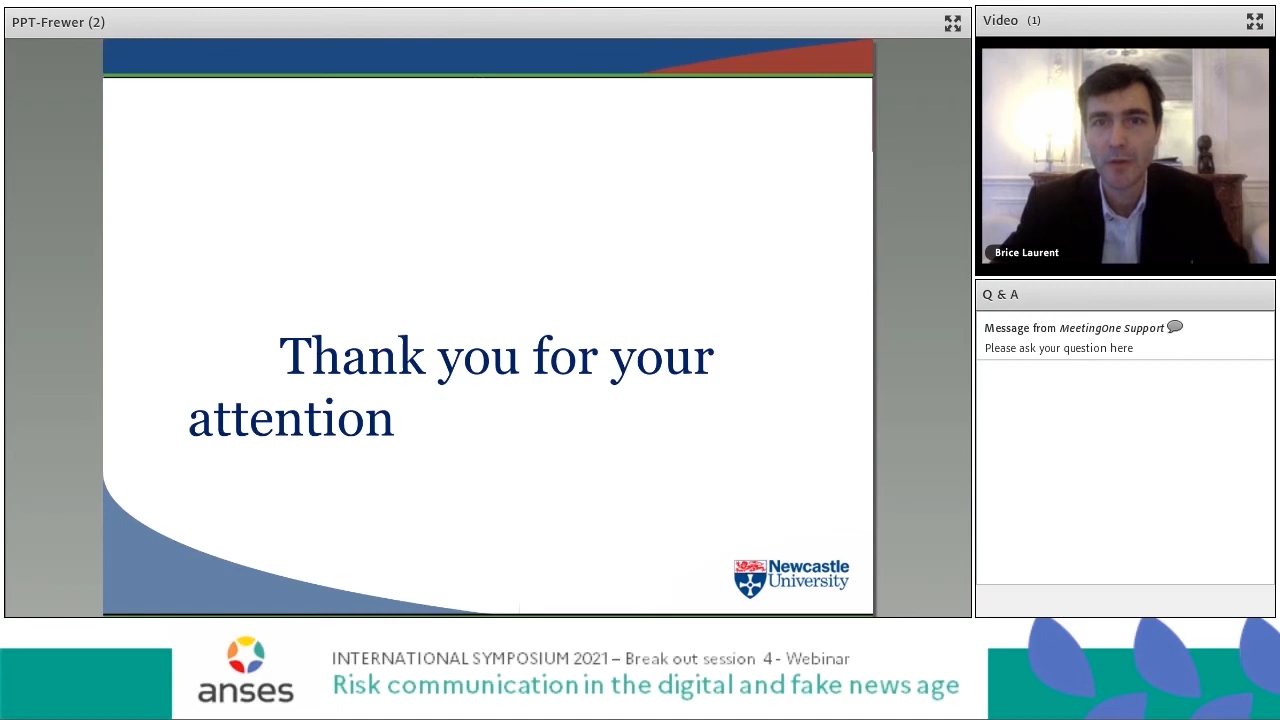 PPT-Frewer (2)
Thank you for your
attention
Newcastle
University
Video (1)
Brice Laurent
Q & A
Message from MeetingOne Support
Please ask your question here
anses
INTERNATIONAL SYMPOSIUM 2021 – Break out session 4 - Webinar
Risk communication in the digital and fake news age